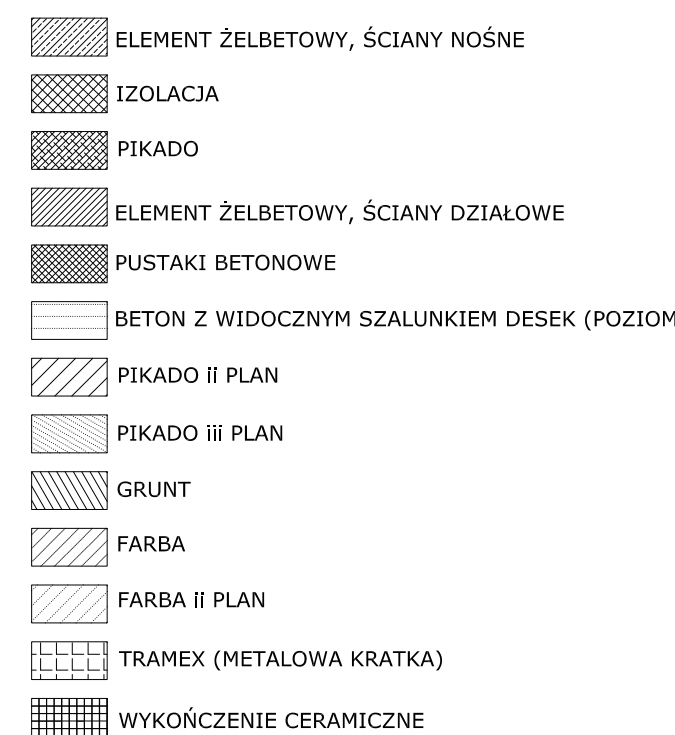 ELEMENT ŻELBETOWY, ŚCIANY NOŚNE
IZOLACJA
PIKADO
ELEMENT ŻELBETOWY, ŚCIANY DZIAŁOWE
PUSTAKI BETONOWE
BETON Z WIDOCZNYM SZALUNKIEM DESEK (POZIOM
PIKADO ii PLAN
PIKADO iii PLAN
GRUNT
FARBA
FARBA ii PLAN
TRAMEX (METALOWA KRATKA)
WYKOŃCZENIE CERAMICZNE